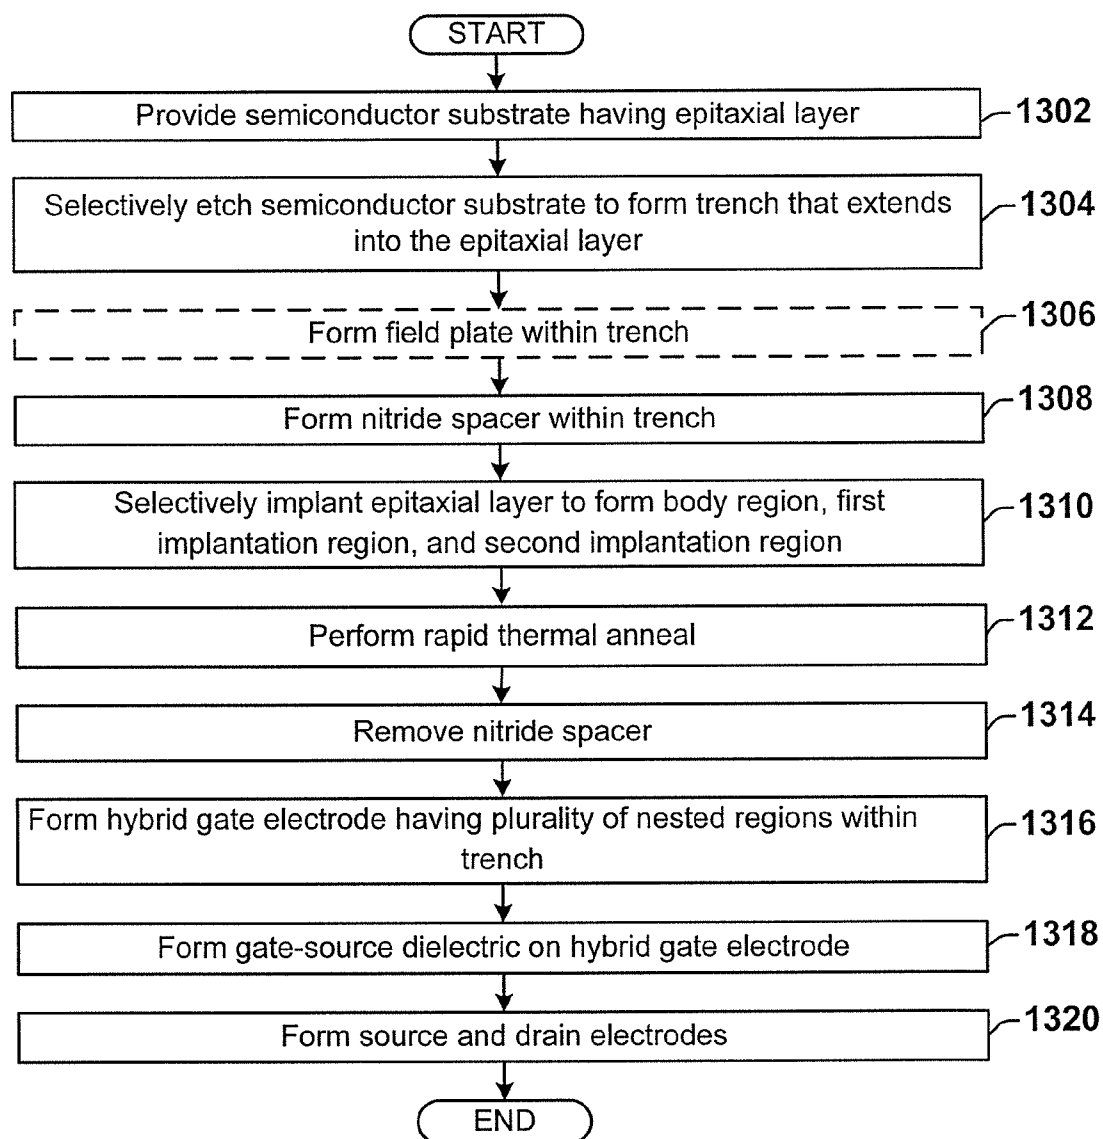 START
Provide semiconductor substrate having epitaxial layer
1302
Selectively etch semiconductor substrate to form trench that extends
into the epitaxial layer
1304
Form field plate within trench
1306
Form nitride spacer within trench
1308
Selectively implant epitaxial layer to form body region, first
implantation region, and second implantation region
1310
Perform rapid thermal anneal
1312
Remove nitride spacer
1314
Form hybrid gate electrode having plurality of nested regions within
trench
1316
Form gate-source dielectric on hybrid gate electrode
1318
Form source and drain electrodes
1320
END